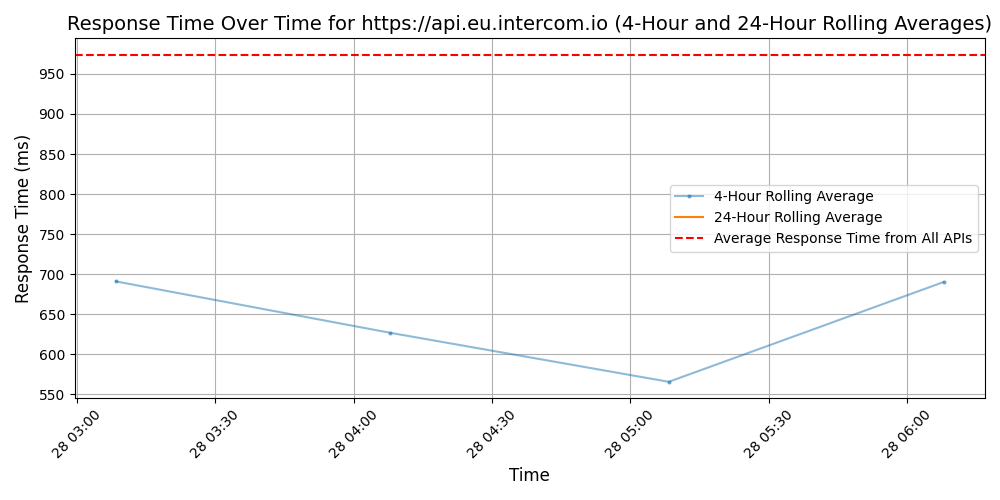 Response Time Over Time for https://api.eu.intercom.io (4-Hour and 24-Hour Rolling Averages)
Response Time (ms)
950
900
850
800
750
700
650
600
550
4-Hour Rolling Average
24-Hour Rolling Average
Average Response Time from All APIs
28 03:00
28 03:30
28 04:00
28 04:30
28 05:00
28 05:30
28 06:00
Time